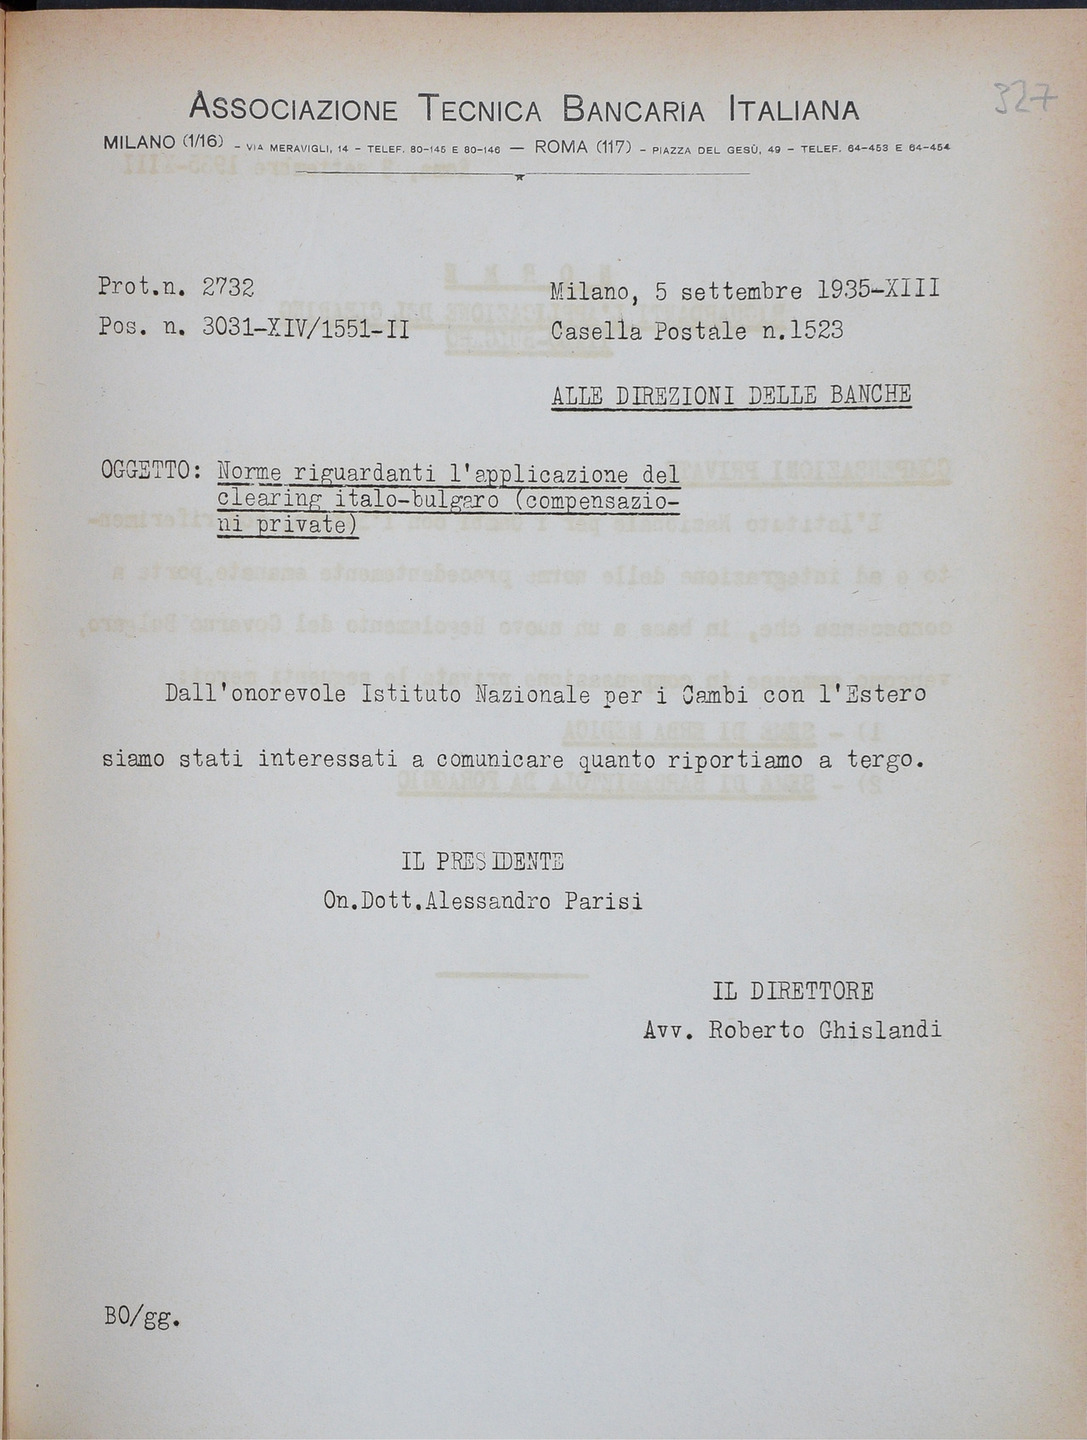 327
ASSOCIAZIONE TECNICA BANCARIA ITALIANA
MILANO (1/16) - VIA MERAVIGLI, 14 - TELEF. 80-145 E 80-146 — ROMA (117) - PIAZZA DEL GESÙ, 49 - TELEF. 64-453 E 64-454
Prot.n. 2732
Pos. n. 3031-XIV/1551-II
Milano, 5 settembre 1935-XIII
Casella Postale n.1523
ALLE DIREZIONI DELLE BANCHE
OGGETTO: Norme riguardanti l'applicazione del
clearing italo-bulgaro (compensazio-
ni private)
Dall'onorevole Istituto Nazionale per i Cambi con l'Estero
siamo stati interessati a comunicare quanto riportiamo a tergo.
IL PRESIDENTE
On.Dott.Alessandro Parisi
IL DIRETTORE
Avv. Roberto Ghislandi
BO/gg.